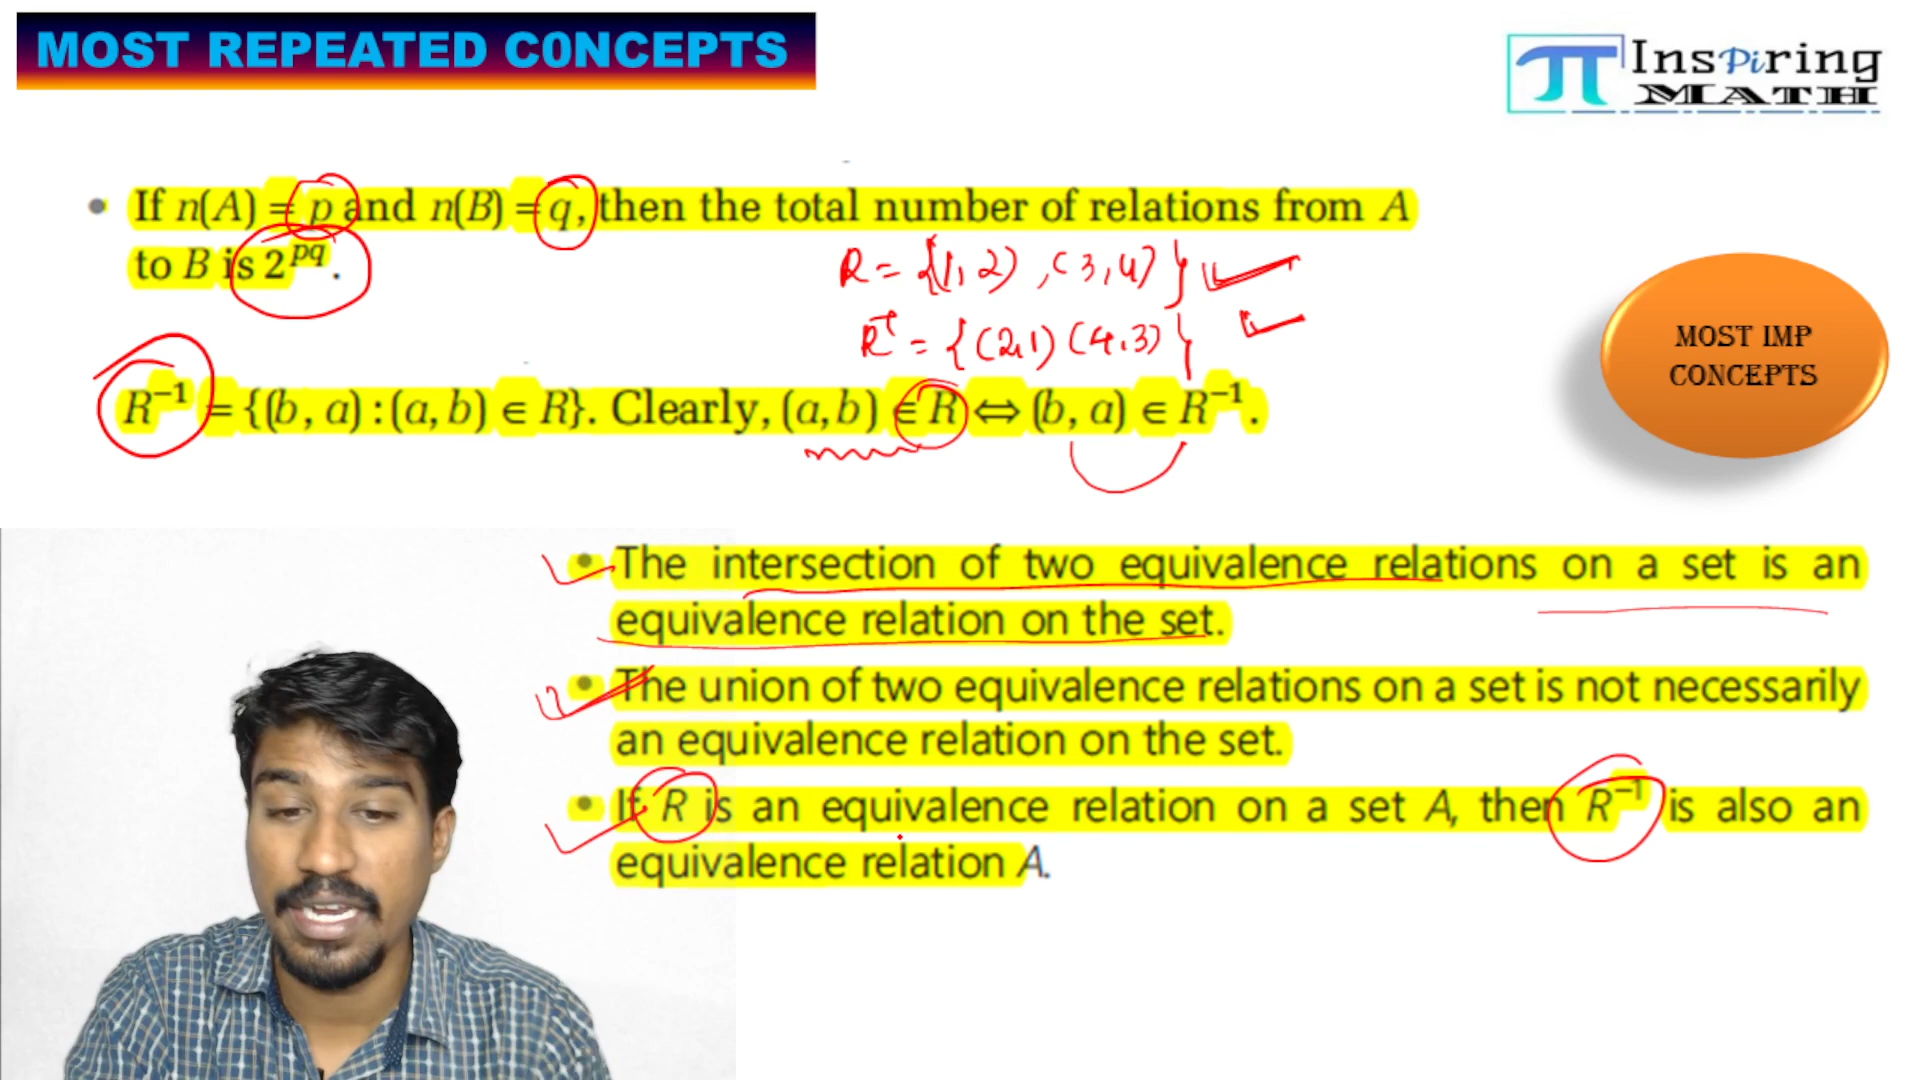 MOST REPEATED C0NCEPTS
InsPiring
MATH
• If n(A) = p and n(B) = q, then the total number of relations from A
to B is 2^{pq}.
R = {(1,2) , (3,4)}
R^{-1} = {(2,1) (4,3)}
MOST IMP
CONCEPTS
R^{-1} = {(b, a) : (a, b) ∈ R}. Clearly, (a,b) ∈ R ⇔ (b, a) ∈ R^{-1}.
• The intersection of two equivalence relations on a set is an
equivalence relation on the set.
• The union of two equivalence relations on a set is not necessarily
an equivalence relation on the set.
• If R is an equivalence relation on a set A, then R^{-1} is also an
equivalence relation A.